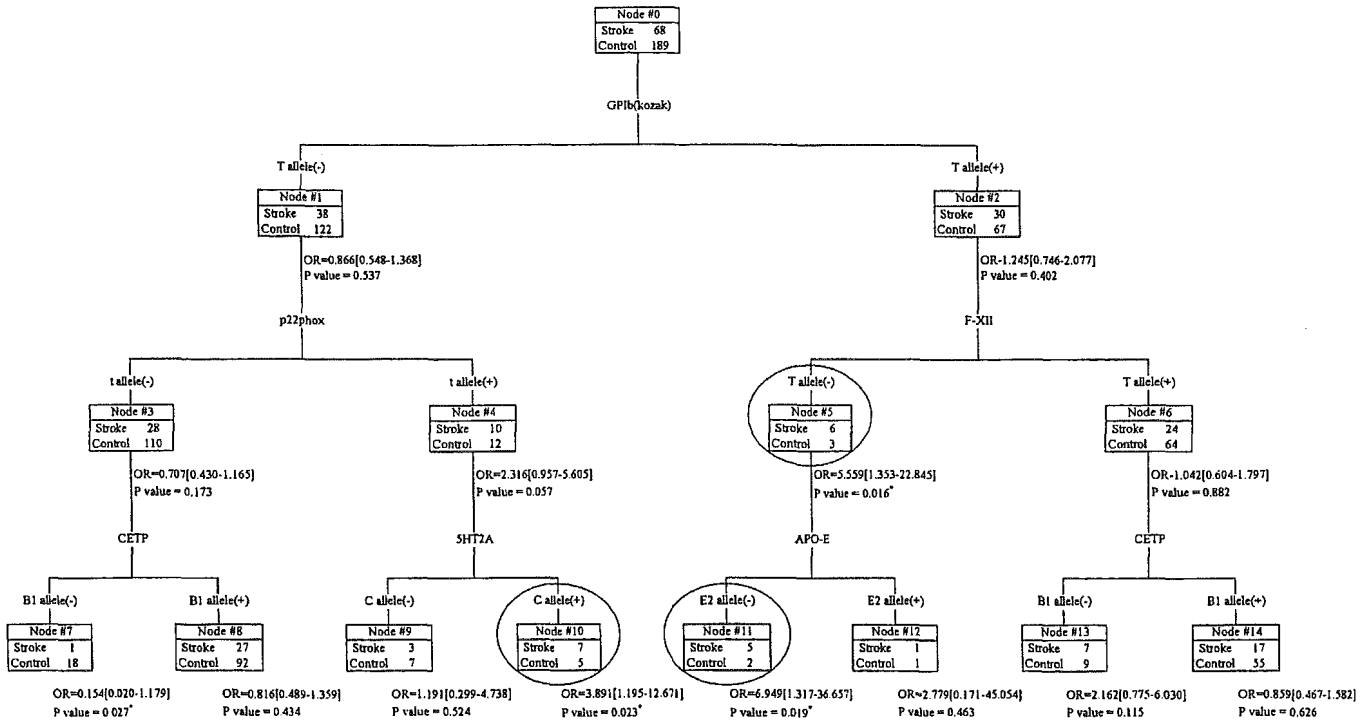 Node #0
Stroke 68
Control 189
GPIb(kozak)
T allele(-)
T allele(+)
Node #1
Stroke 38
Control 122
Node #2
Stroke 30
Control 67
OR=0.866[0.548-1.368]
P value = 0.537
OR-1.245[0.746-2.077]
P value = 0.402
p22phox
F-XII
t allele(-)
t allele(+)
T allele(-)
T allele(+)
Node #3
Stroke 28
Control 110
Node #4
Stroke 10
Control 12
Node #5
Stroke 6
Control 3
Node #6
Stroke 24
Control 64
OR=0.707[0.430-1.165]
P value = 0.173
OR=2.316[0.957-5.605]
P value = 0.057
OR=5.559[1.353-22.845]
P value = 0.016*
OR-1.042[0.604-1.797]
P value = 0.882
CETP
5HT2A
APO-E
CETP
B1 allele(-)
B1 allele(+)
C allele(-)
C allele(+)
E2 allele(-)
E2 allele(+)
B1 allele(-)
B1 allele(+)
Node #7
Stroke 1
Control 18
Node #8
Stroke 27
Control 92
Node #9
Stroke 3
Control 7
Node #10
Stroke 7
Control 5
Node #11
Stroke 5
Control 2
Node #12
Stroke 1
Control 1
Node #13
Stroke 7
Control 9
Node #14
Stroke 17
Control 55
OR=0.154[0.020-1.179]
P value = 0.027*
OR=0.816[0.489-1.359]
P value = 0.434
OR=1.191[0.299-4.738]
P value = 0.524
OR=3.891[1.195-12.671]
P value = 0.023*
OR=6.949[1.317-36.657]
P value = 0.019*
OR=2.779[0.171-45.054]
P value = 0.463
OR=2.162[0.775-6.030]
P value = 0.115
OR=0.859[0.467-1.582]
P value = 0.626